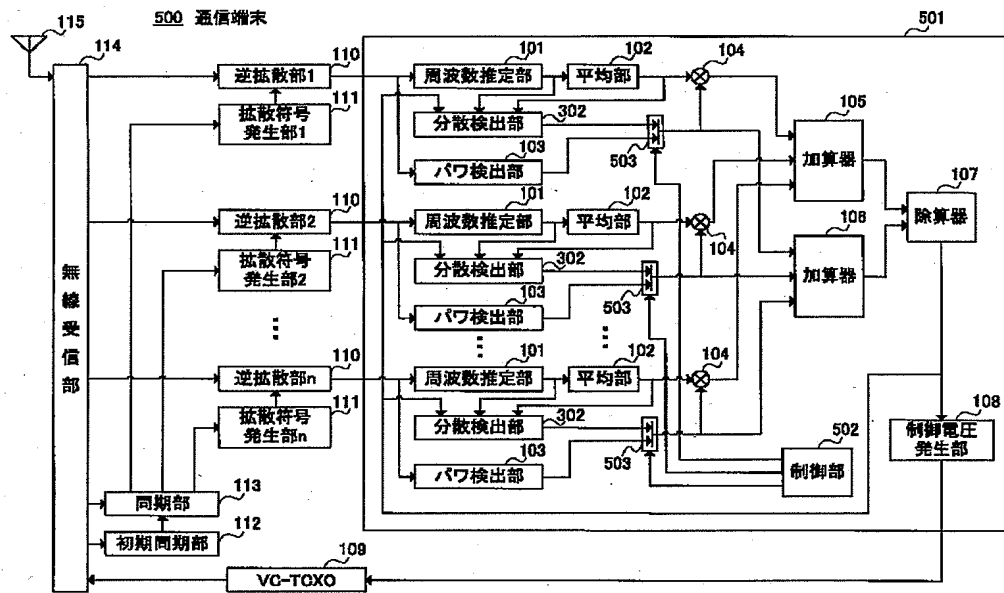 500 通信端末
501
115
114
110
逆拡散部1
101
周波数推定部
102
平均部
104
111
拡散符号
発生部1
302
分散検出部
105
加算器
103
パワ検出部
503
107
除算器
110
逆拡散部2
101
周波数推定部
102
平均部
104
106
加算器
111
拡散符号
発生部2
302
分散検出部
103
パワ検出部
503
無線受信部
110
逆拡散部n
101
周波数推定部
102
平均部
104
111
拡散符号
発生部n
302
分散検出部
502
制御部
108
制御電圧
発生部
103
パワ検出部
503
113
同期部
112
初期同期部
109
VC-TCXO